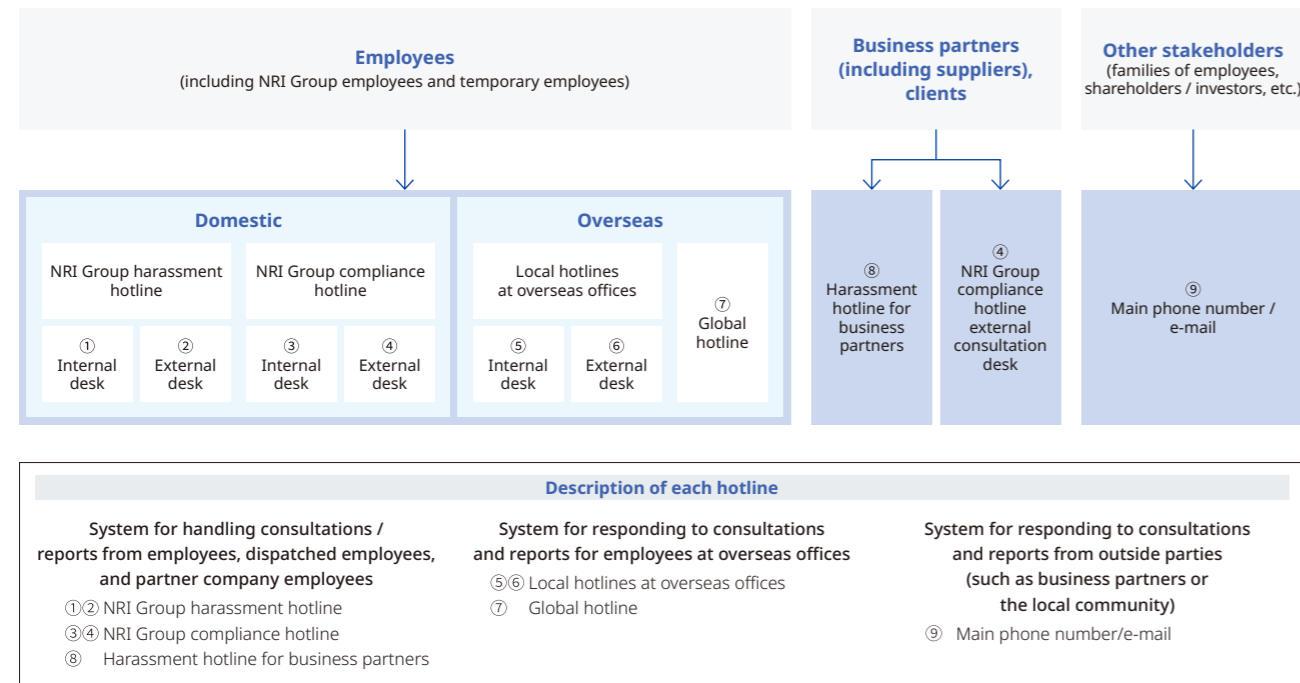 Employees
(including NRI Group employees and temporary employees)
Business partners
(including suppliers),
clients
Other stakeholders
(families of employees,
shareholders / investors, etc.)
Domestic
NRI Group harassment
hotline
①
Internal
desk
②
External
desk
NRI Group compliance
hotline
③
Internal
desk
④
External
desk
Overseas
Local hotlines
at overseas offices
⑤
Internal
desk
⑥
External
desk
⑦
Global
hotline
⑧
Harassment
hotline for
business
partners
④
NRI Group
compliance
hotline
external
consultation
desk
⑨
Main phone number /
e-mail
Description of each hotline
System for handling consultations /
reports from employees, dispatched employees,
and partner company employees
①② NRI Group harassment hotline
③④ NRI Group compliance hotline
⑧ Harassment hotline for business partners
System for responding to consultations
and reports for employees at overseas offices
⑤⑥ Local hotlines at overseas offices
⑦ Global hotline
System for responding to consultations
and reports from outside parties
(such as business partners or
the local community)
⑨ Main phone number/e-mail